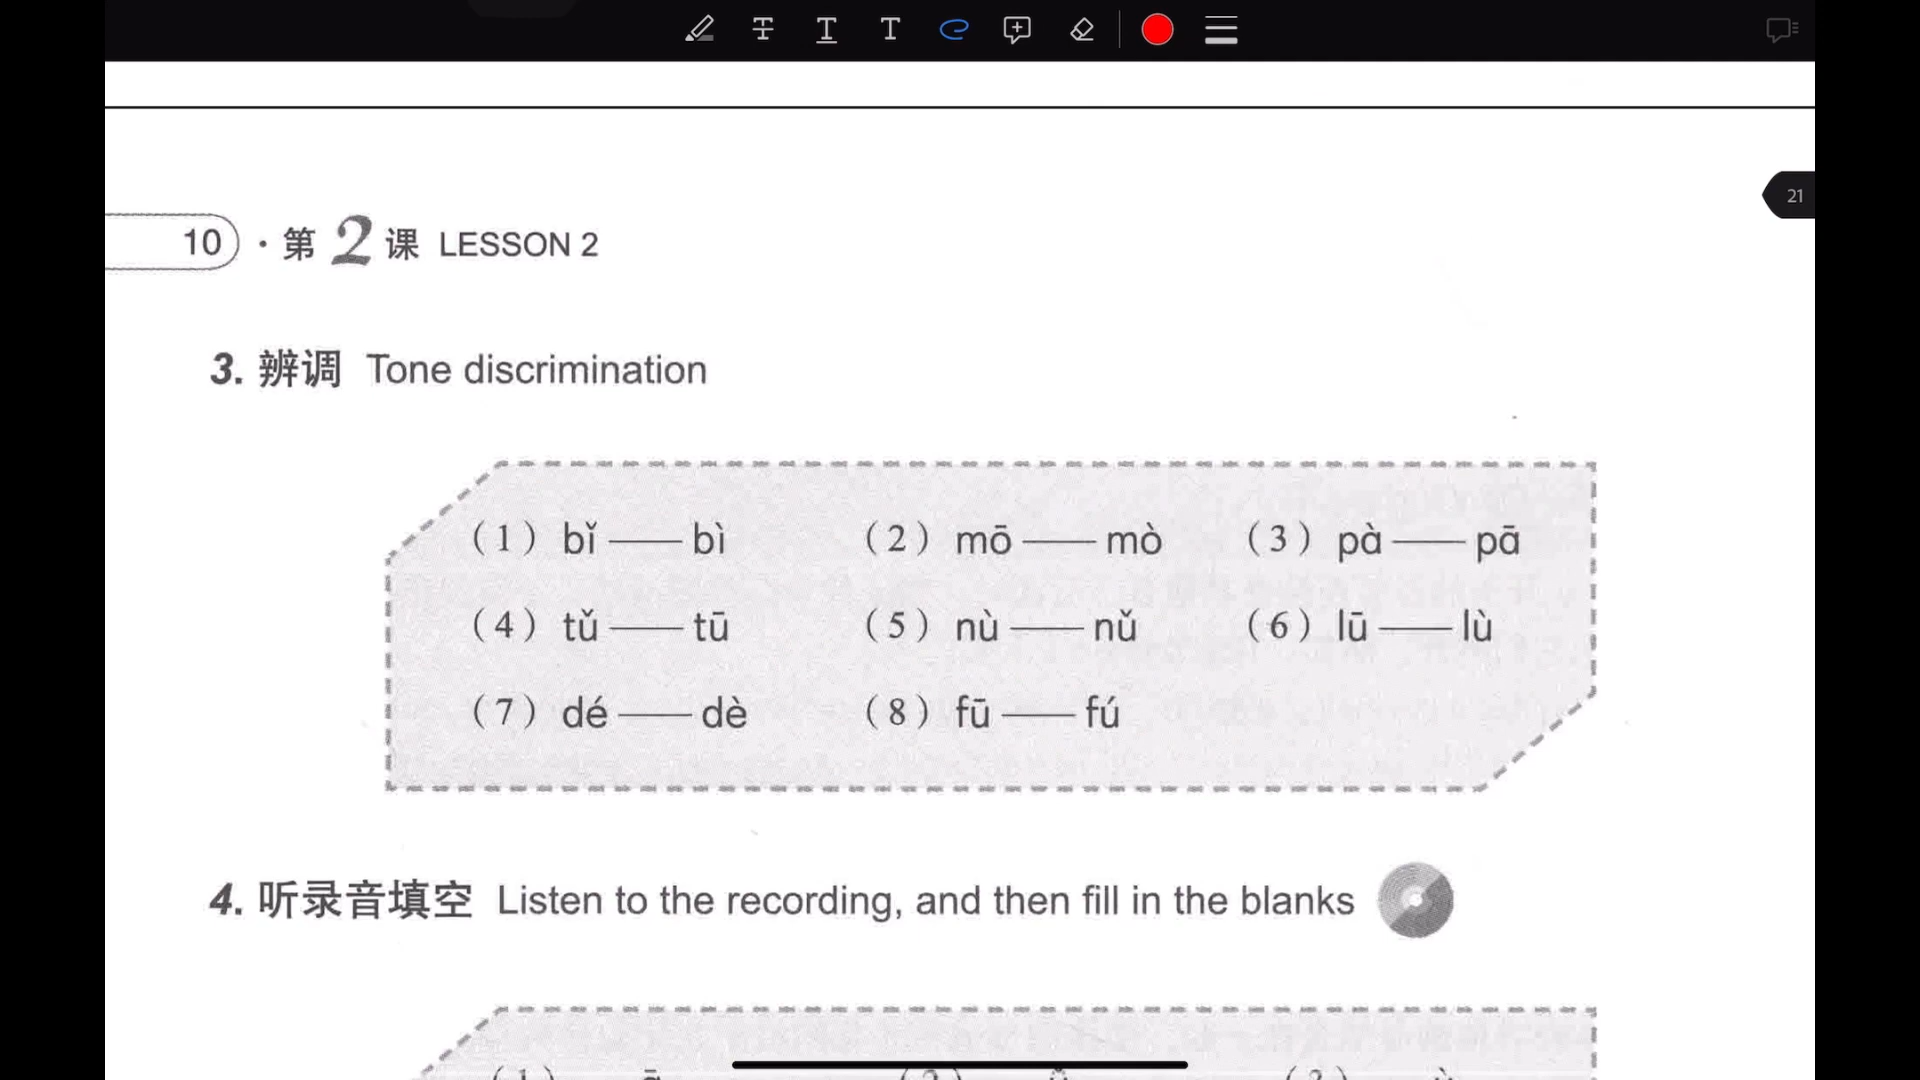 21
10 · 第 2 课 LESSON 2
3. 辨调 Tone discrimination
(1) bǐ —— bì (2) mō —— mò (3) pà —— pā
(4) tǔ —— tū (5) nù —— nǔ (6) lū —— lù
(7) dé —— dè (8) fū —— fú
4. 听录音填空 Listen to the recording, and then fill in the blanks